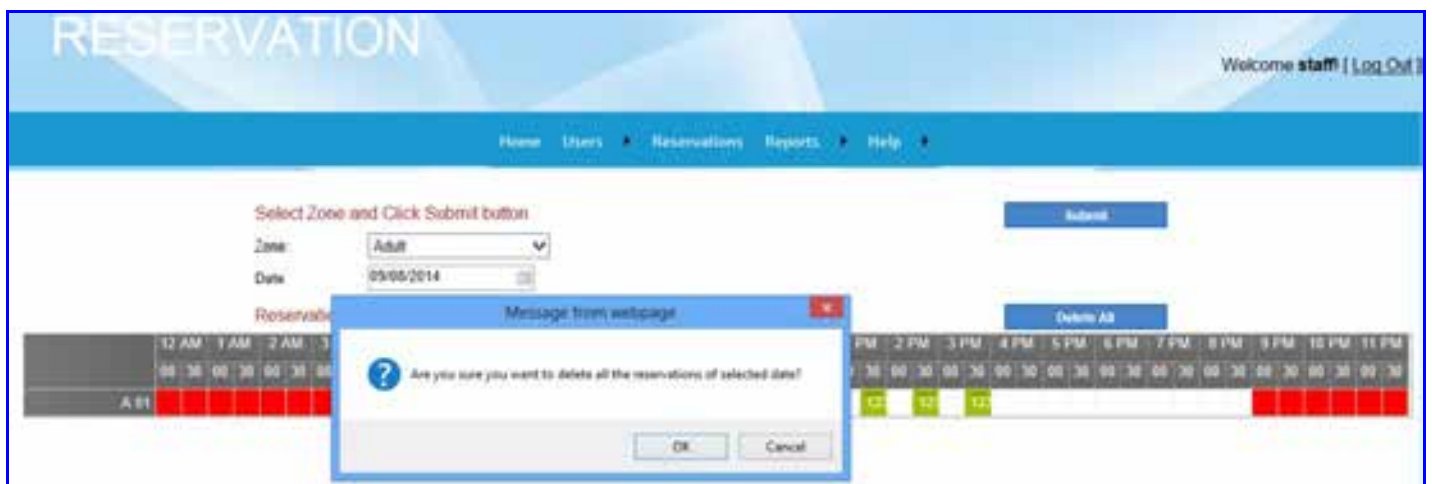 RESERVATION
Welcome staff! [ Log Out ]
Home Users Reservations Reports Help
Select Zone and Click Submit button
Submit
Zone: Adult
Date
Message from webpage
Delete All
12 AM 1 AM 2 AM 3 PM 2 PM 3 PM 4 PM 5 PM 6 PM 7 PM 8 PM 9 PM 10 PM 11 PM
00 30 00 30 00 30 00 30 00 30 00 30 00 30 00 30 00 30 00 30 00 30 00 30 00 30 00 30
Are you sure you want to delete all the reservations of selected date?
A 01
OK Cancel